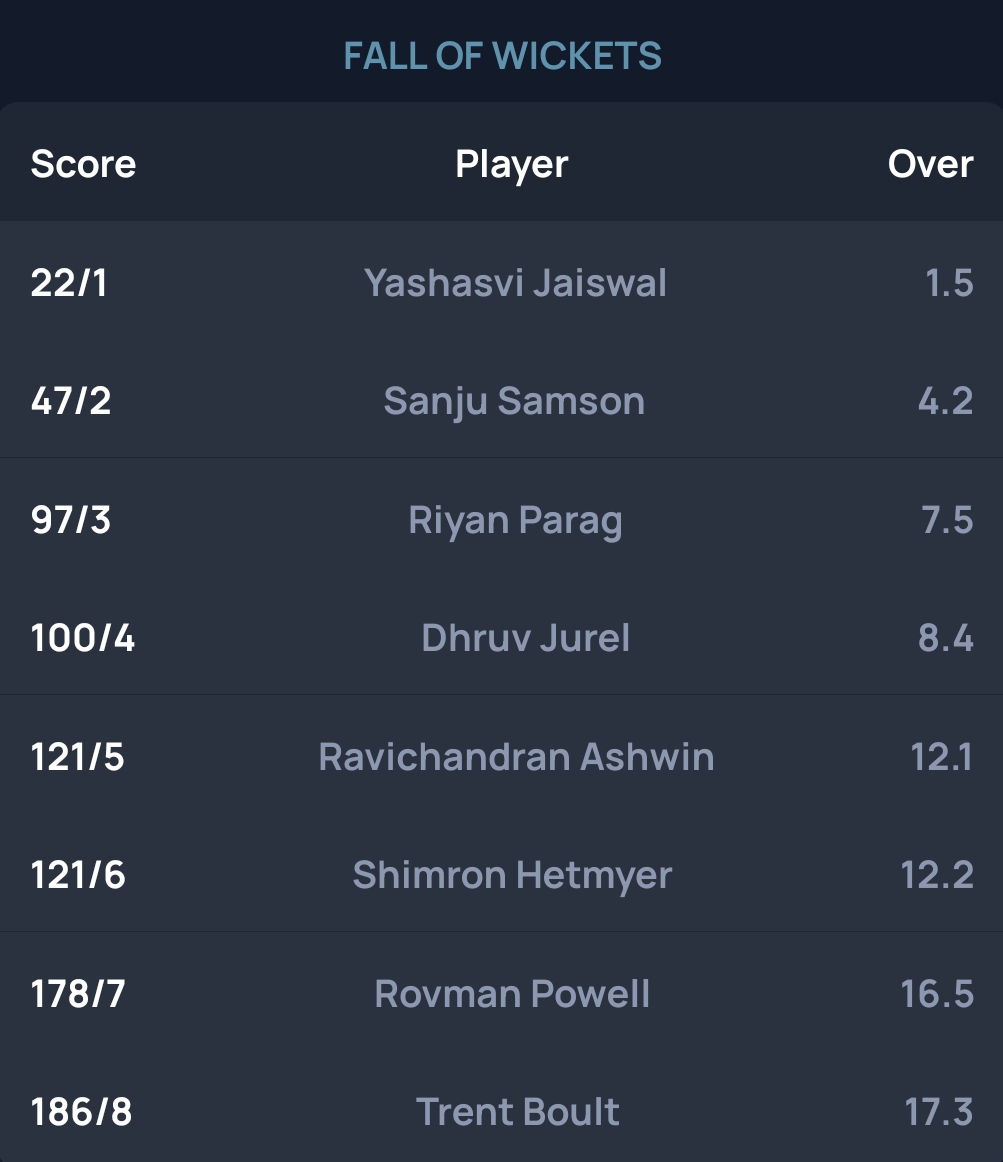 FALL OF WICKETS
Score Player Over
22/1 Yashasvi Jaiswal 1.5
47/2 Sanju Samson 4.2
97/3 Riyan Parag 7.5
100/4 Dhruv Jurel 8.4
121/5 Ravichandran Ashwin 12.1
121/6 Shimron Hetmyer 12.2
178/7 Rovman Powell 16.5
186/8 Trent Boult 17.3